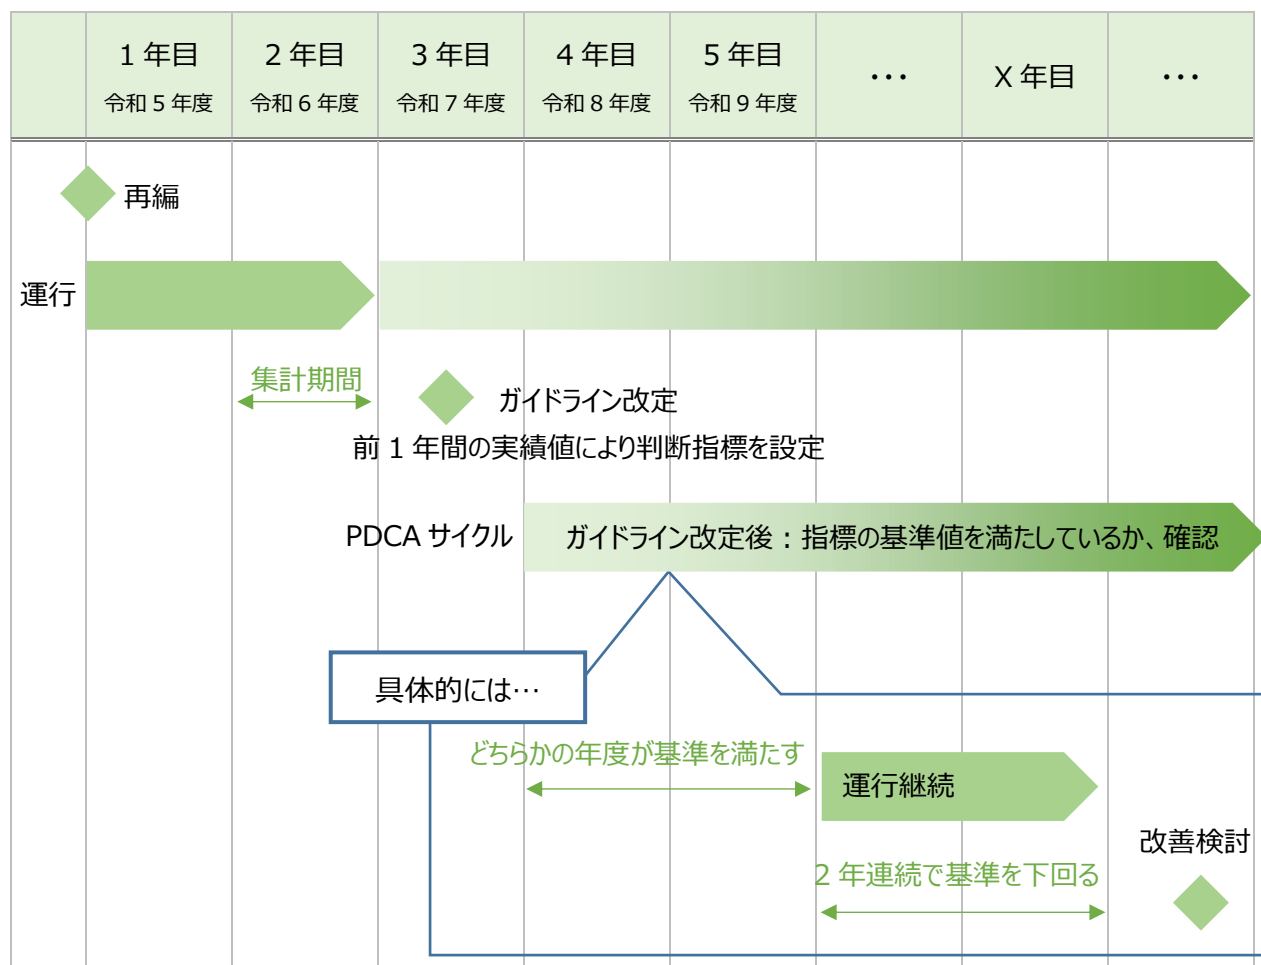 1 年目
2 年目
3 年目
4 年目
5 年目
・・・
X 年目
・・・
令和 5 年度
令和 6 年度
令和 7 年度
令和 8 年度
令和 9 年度
再編
運行
集計期間
ガイドライン改定
前 1 年間の実績値により判断指標を設定
PDCA サイクル
ガイドライン改定後：指標の基準値を満たしているか、確認
具体的には…
どちらかの年度が基準を満たす
運行継続
改善検討
2 年連続で基準を下回る